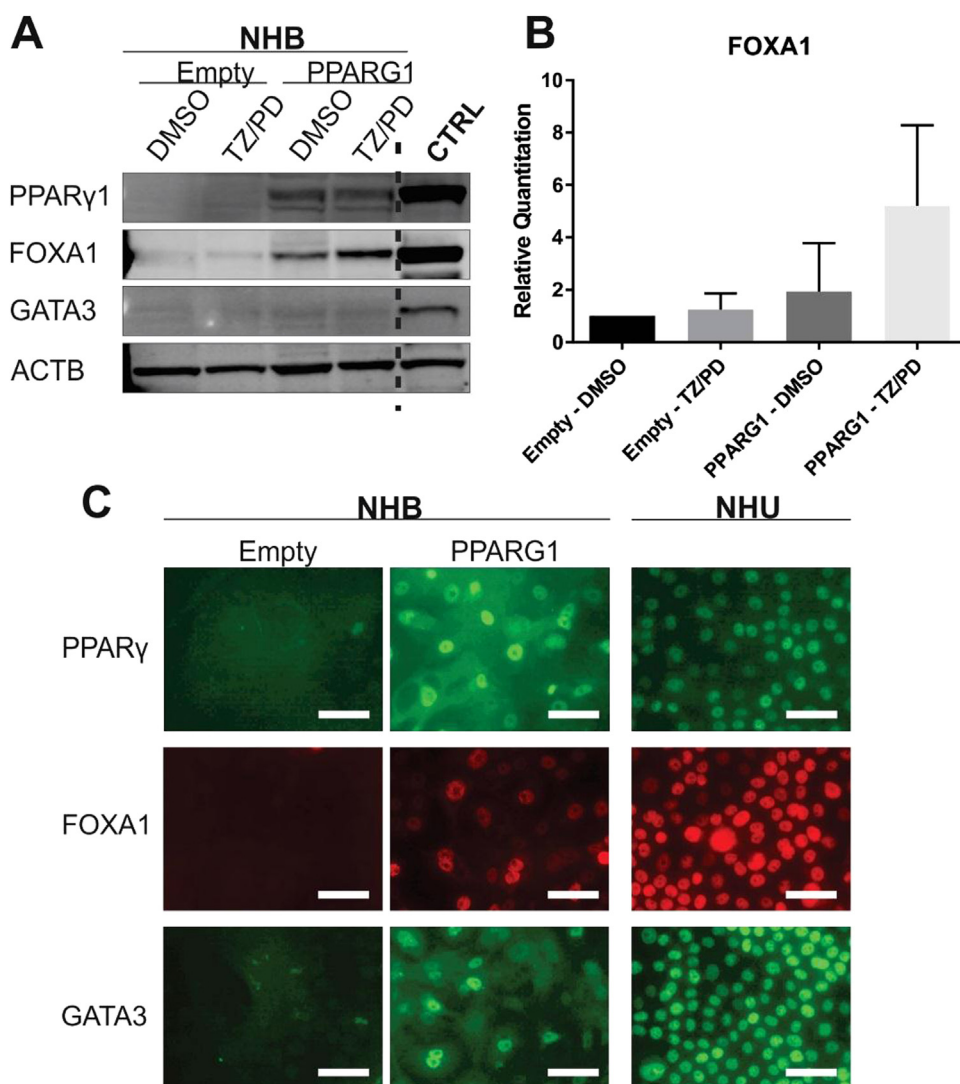 A
NHB
Empty PPARG1
DMSO TZ/PD DMSO TZ/PD CTRL
PPARγ1
FOXA1
GATA3
ACTB
B
FOXA1
Relative Quantitation
10
8
6
4
2
0
Empty - DMSO
Empty - TZ/PD
PPARG1 - DMSO
PPARG1 - TZ/PD
C
NHB NHU
Empty PPARG1
PPARγ
FOXA1
GATA3